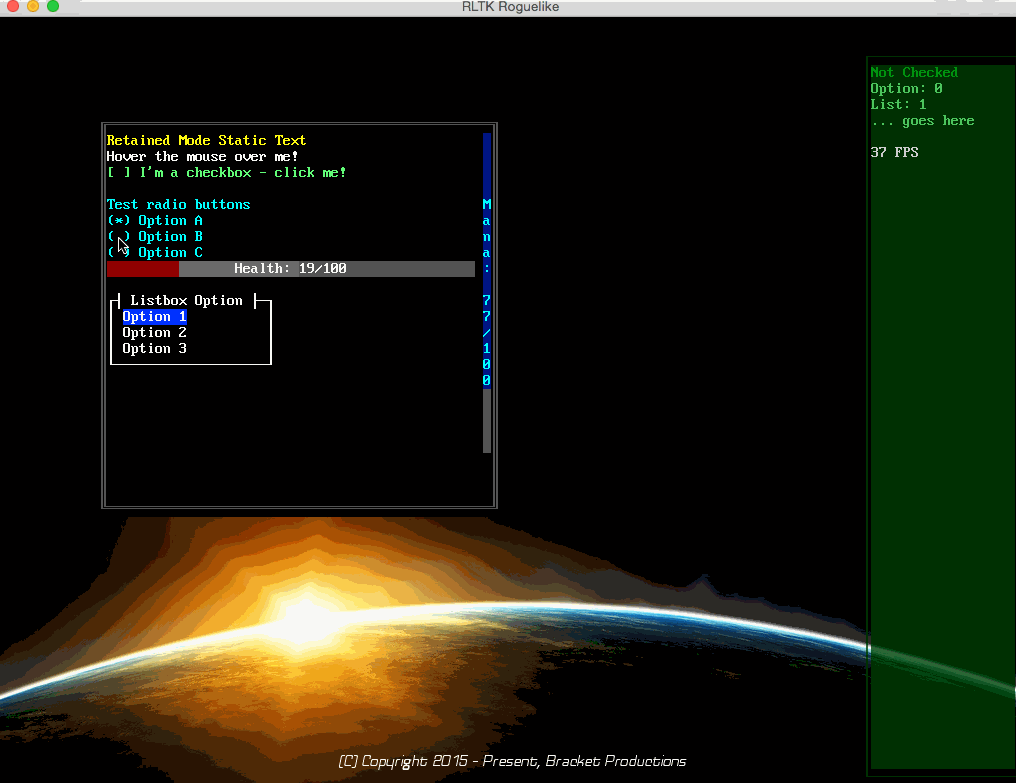 RLTK Roguelike
Retained Mode Static Text
Hover the mouse over me!
[ ] I'm a checkbox - click me!
Test radio buttons
(*) Option A
( ) Option B
( ) Option C
Health: 19/100
Listbox Option
Option 1
Option 2
Option 3
Mana: 77/100
Not Checked
Option: 0
List: 1
... goes here
37 FPS
(C) Copyright 2015 - Present, Bracket Productions